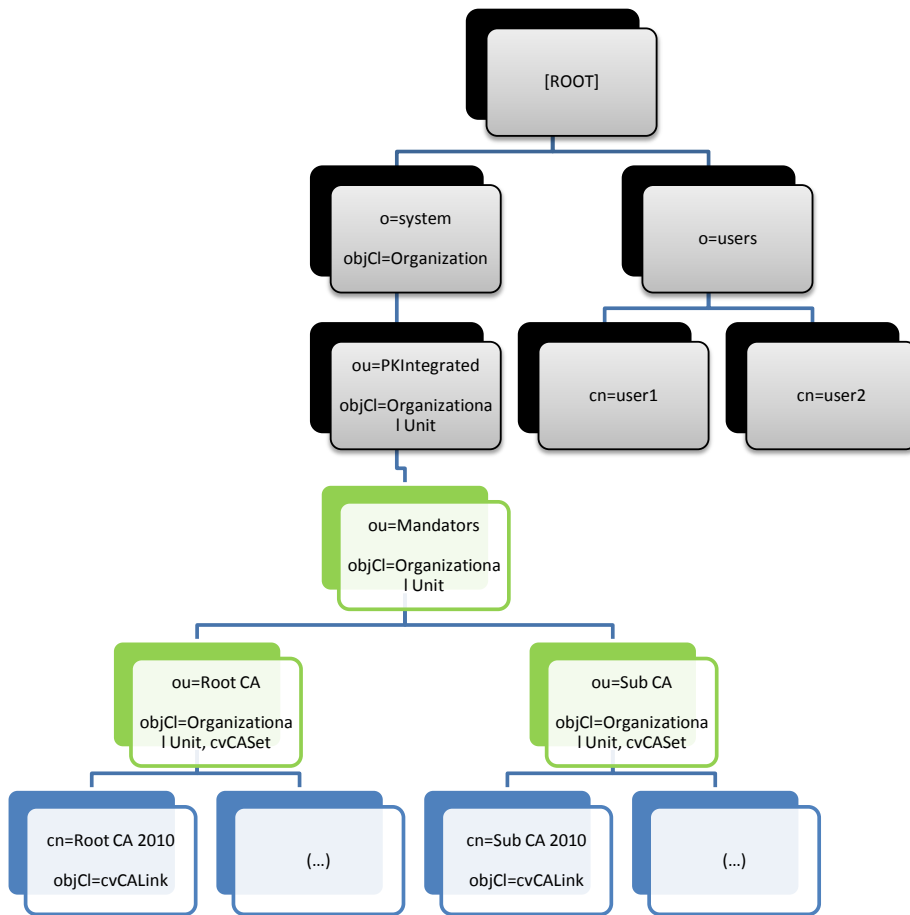 [ROOT]
o=system
objCl=Organization
o=users
ou=PKIntegrated
objCl=Organizationa
l Unit
cn=user1
cn=user2
ou=Mandators
objCl=Organizationa
l Unit
ou=Root CA
objCl=Organizationa
l Unit, cvCASet
ou=Sub CA
objCl=Organizationa
l Unit, cvCASet
cn=Root CA 2010
objCl=cvCALink
(...)
cn=Sub CA 2010
objCl=cvCALink
(...)